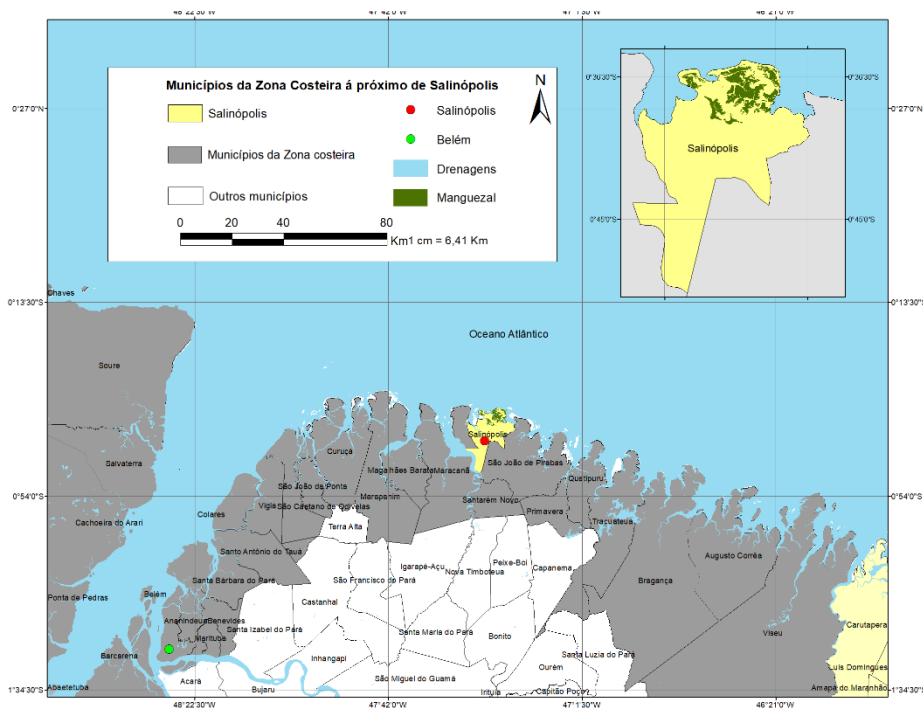 48°22'30"W 47°42'0"W 47°1'30"W 46°21'0"W
Municípios da Zona Costeira á próximo de Salinópolis
N
Salinópolis
Salinópolis
Belém
Municípios da Zona costeira
Drenagens
Outros municípios
Manguezal
0 20 40 80
Km 1 cm = 6,41 Km
0°36'30"S
0°36'30"S
Salinópolis
0°45'0"S
0°45'0"S
0°27'0"N
0°27'0"N
0°13'30"S
0°13'30"S
Chaves
Oceano Atlântico
Soure
Salinópolis
Curuçá
Salvaterra
Magalhães Barata
Maracanã
São João de Pirabas
Quatipuru
São João da Ponta
Marapanim
0°54'0"S
0°54'0"S
Santarém Novo
Vigia
São Caetano de Odivelas
Primavera
Colares
Cachoeira do Arari
Terra Alta
Tracuateua
Santo António do Tauá
Augusto Corrêa
Peixe-Boi
Igarapé-Açu
Nova Timboteua
Capanema
Santa Bárbara do Pará
São Francisco do Pará
Bragança
Ponta de Pedras
Belém
Castanhal
Ananindeua
Benevides
Carutapera
Santa Izabel do Pará
Santa Maria do Pará
Bonito
Viseu
Marituba
Barcarena
Inhangapi
Santa Luzia do Pará
Ourém
Luis Domingues
Abaetetuba
Acará
Bujaru
São Miguel do Guamá
Irituia
Capitão Poço
Amapa do Maranhão
1°34'30"S
1°34'30"S
48°22'30"W 47°42'0"W 47°1'30"W 46°21'0"W